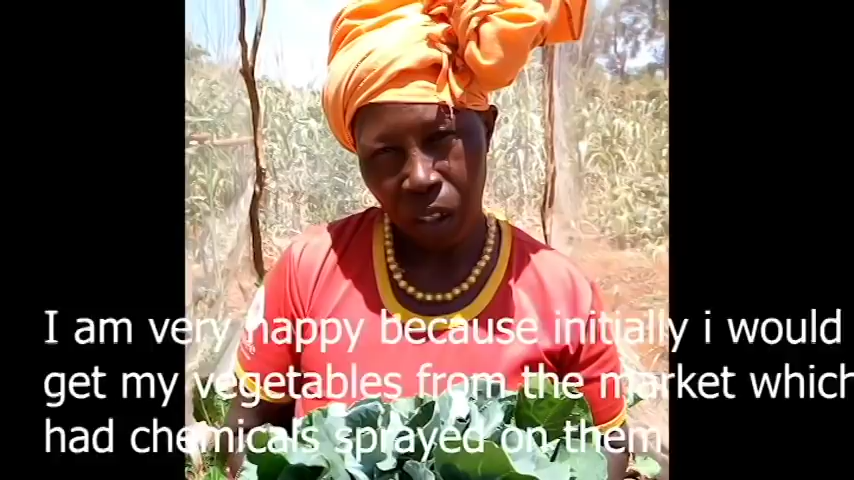 I am very happy because initially i would
get my vegetables from the market which
had chemicals sprayed on them